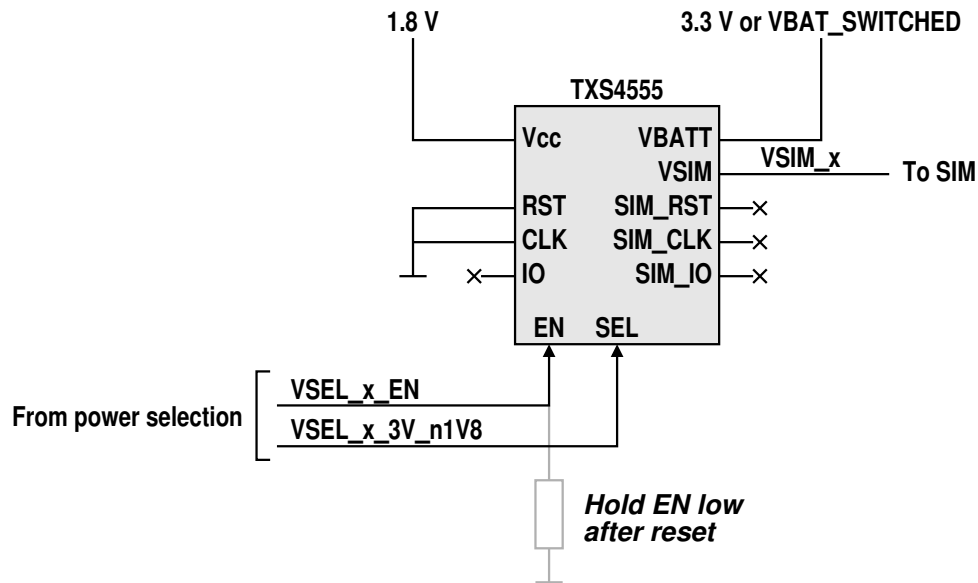 1.8 V
3.3 V or VBAT_SWITCHED
TXS4555
Vcc
VBATT
VSIM
VSIM_x
To SIM
RST
SIM_RST
CLK
SIM_CLK
IO
SIM_IO
EN
SEL
From power selection
VSEL_x_EN
VSEL_x_3V_n1V8
Hold EN low
after reset